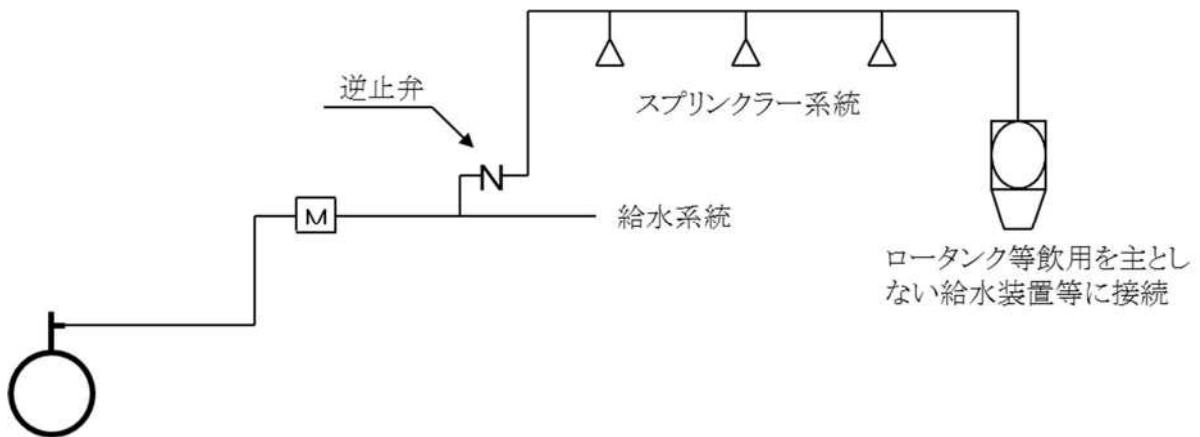 逆止弁
スプリンクラー系統
N
M
給水系統
ロータンク等飲用を主とし
ない給水装置等に接続